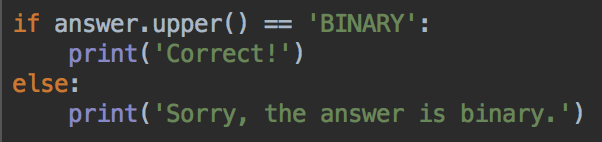 if answer.upper() == 'BINARY':
    print('Correct!')
else:
    print('Sorry, the answer is binary.')